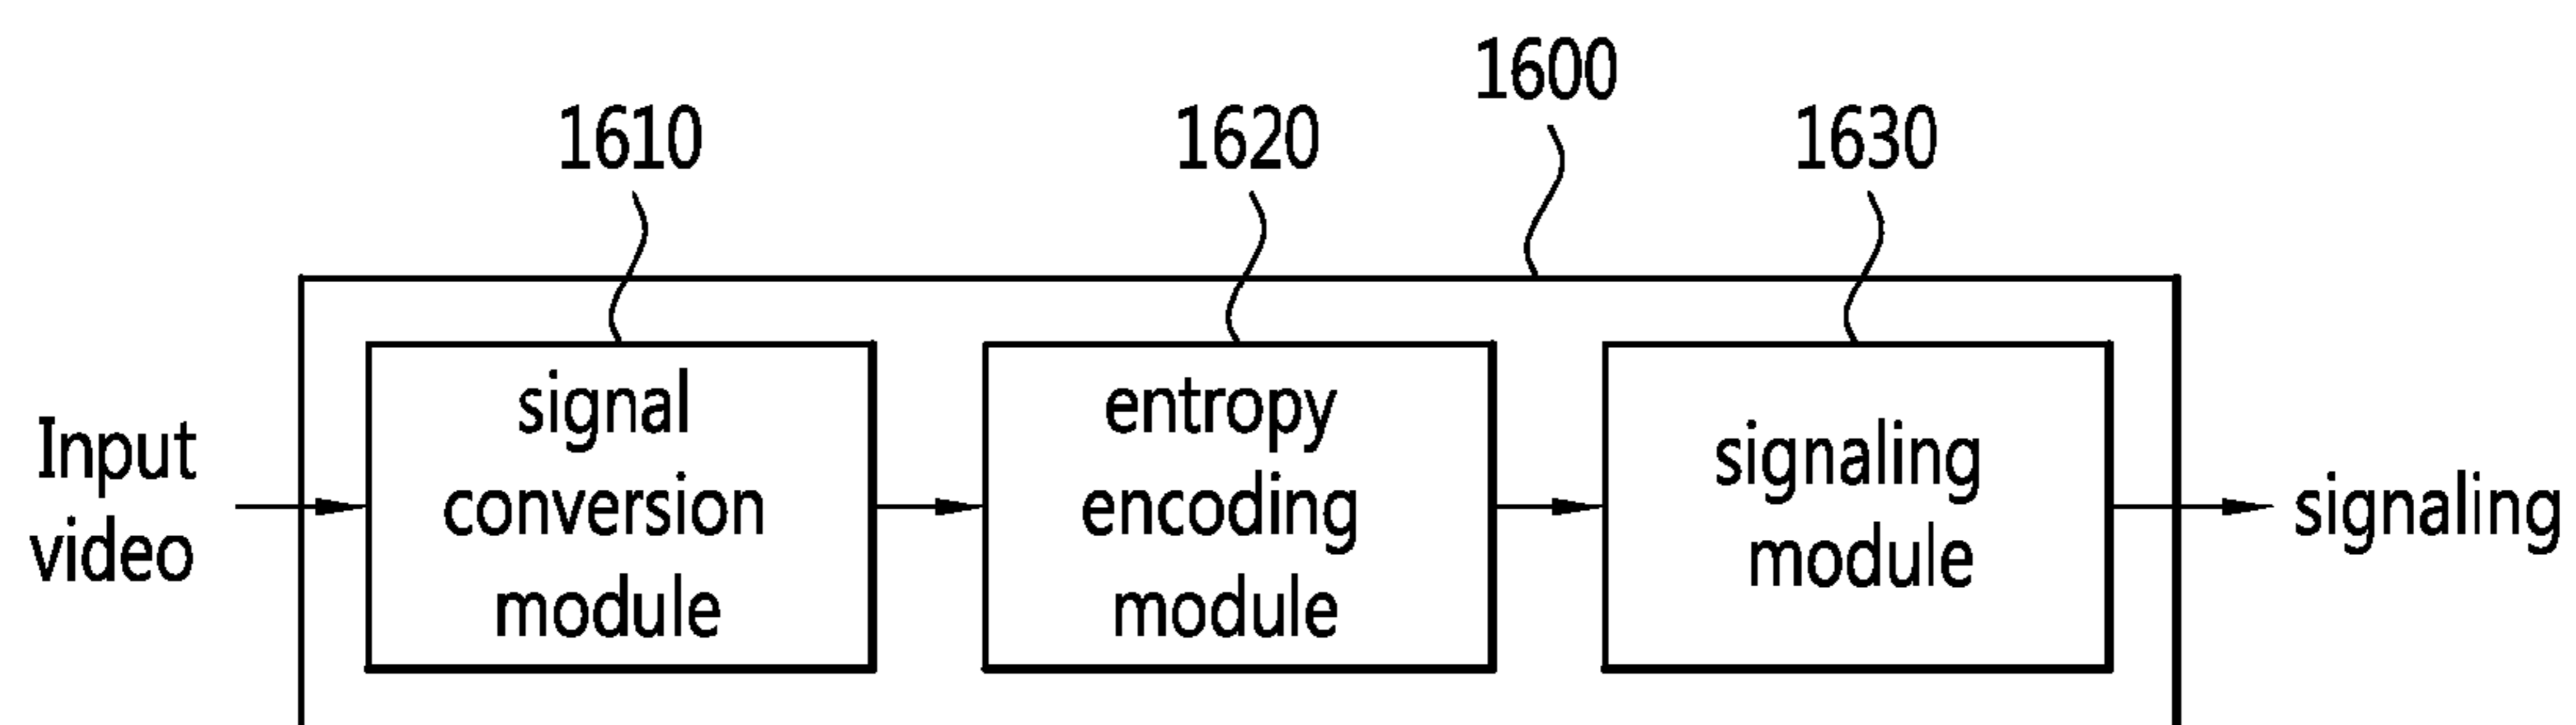 1600
1610
1620
1630
Input
video
signal
conversion
module
entropy
encoding
module
signaling
module
signaling